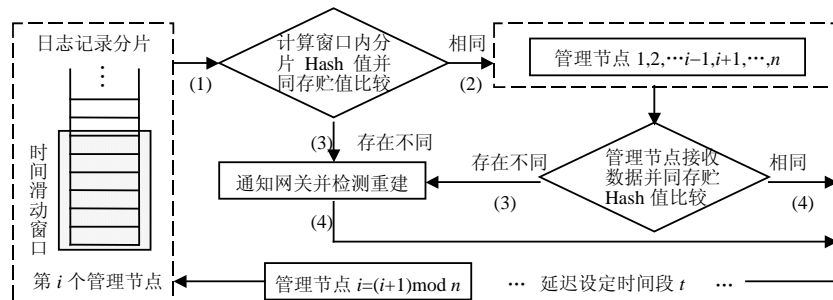 日志记录分片
⋮
时间滑动窗口
第 i 个管理节点
(1)
计算窗口内分
片 Hash 值并
同存贮值比较
相同
(2)
管理节点 1,2,⋯i−1,i+1,⋯,n
(3)
存在不同
通知网关并检测重建
(4)
存在不同
(3)
管理节点接收
数据并同存贮
Hash 值比较
相同
(4)
管理节点 i=(i+1)mod n
⋯ 延迟设定时间段 t ⋯